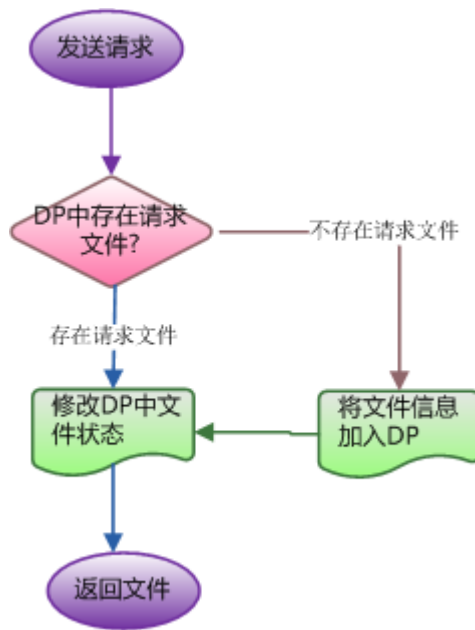 发送请求
DP中存在请求
文件?
不存在请求文件
存在请求文件
修改DP中文
件状态
将文件信息
加入DP
返回文件